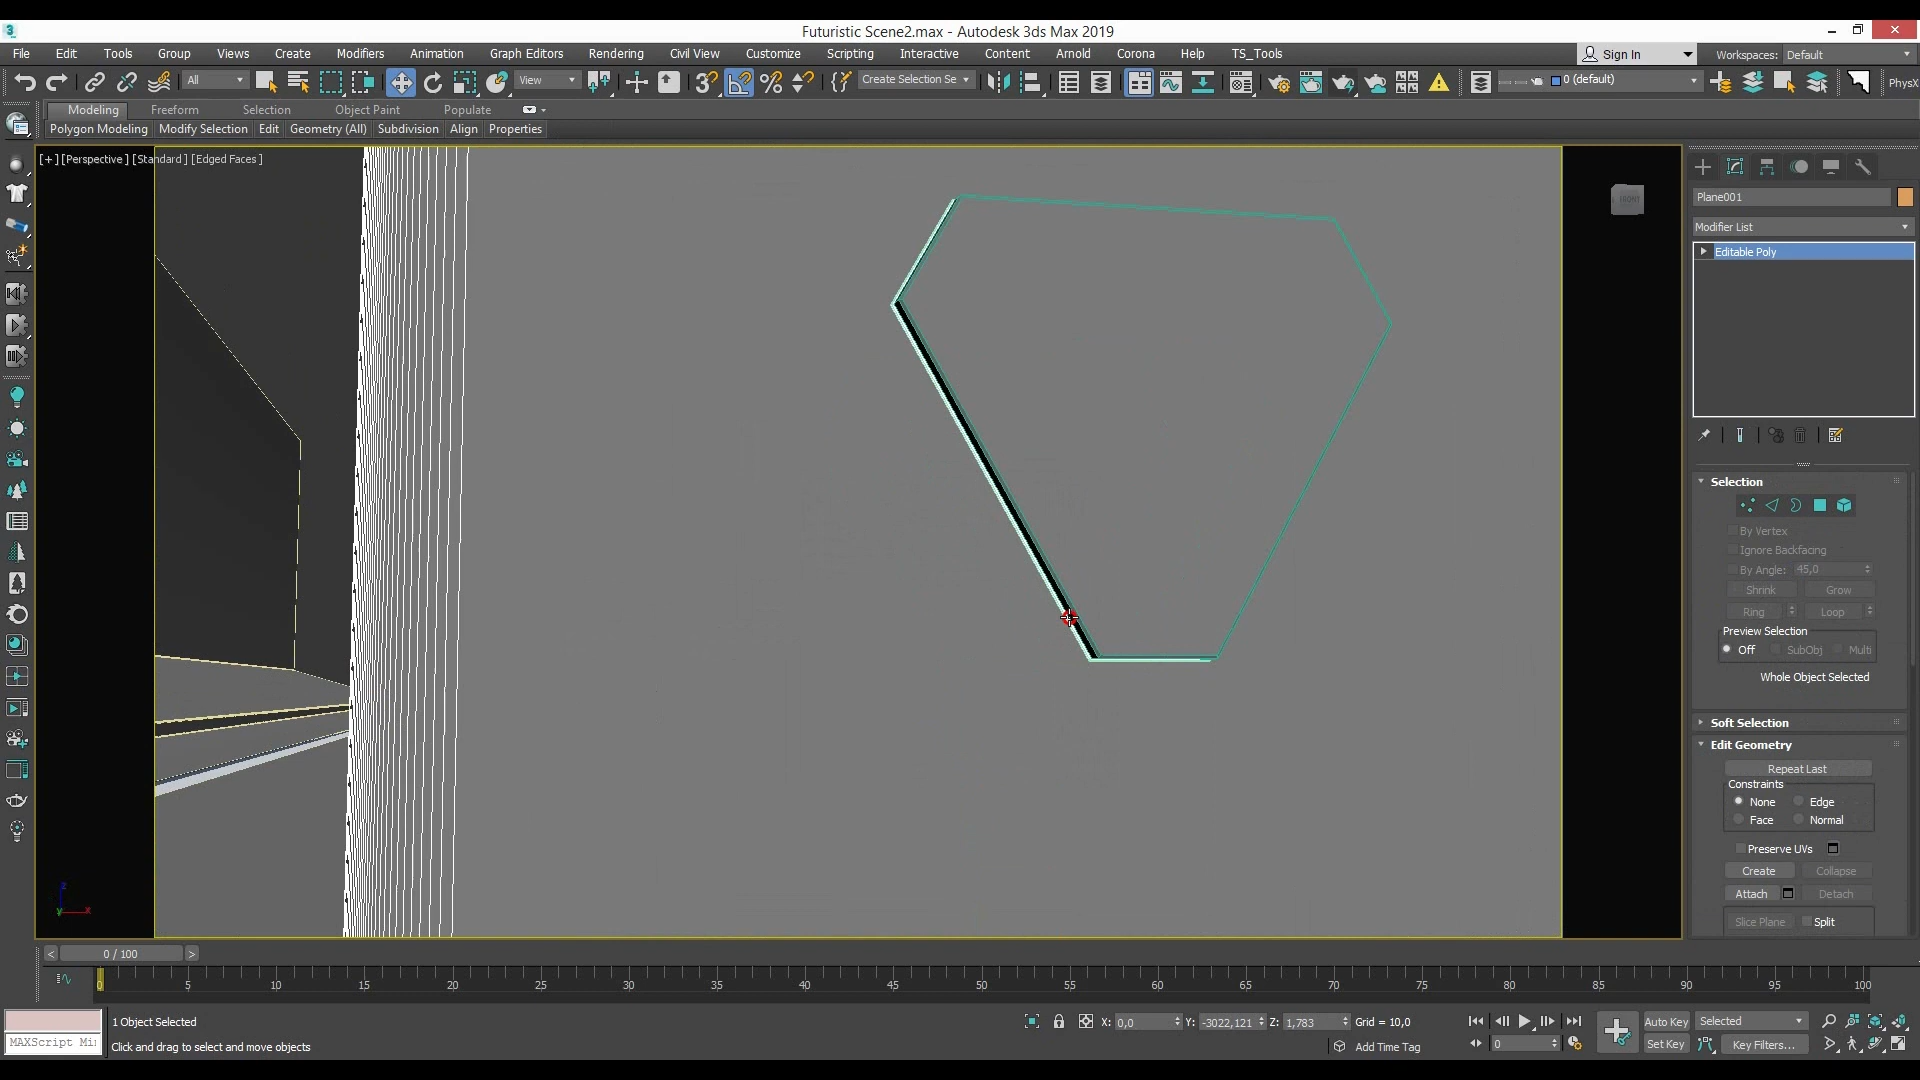 Futuristic Scene2.max - Autodesk 3ds Max 2019
File Edit Tools Group Views Create Modifiers Animation Graph Editors Rendering Civil View Customize Scripting Interactive Content Arnold Corona Help TS_Tools
Sign In
Workspaces: Default
All
View
Create Selection Se
0 (default)
PhysX
Modeling Freeform Selection Object Paint Populate
Polygon Modeling Modify Selection Edit Geometry (All) Subdivision Align Properties
[+] [Perspective ] [Standard ] [Edged Faces ]
Plane001
Modifier List
Editable Poly
Selection
By Vertex
Ignore Backfacing
By Angle: 45,0
Shrink Grow
Ring Loop
Preview Selection
Off SubObj Multi
Whole Object Selected
Soft Selection
Edit Geometry
Repeat Last
Constraints
None Edge
Face Normal
Preserve UVs
Create Collapse
Attach Detach
Slice Plane Split
z
y x
< 0 / 100 >
0 5 10 15 20 25 30 35 40 45 50 55 60 65 70 75 80 85 90 95 100
1 Object Selected
X: 0,0 Y: -3022,121 Z: 1,783 Grid = 10,0
Auto Key Selected
MAXScript Mi
Click and drag to select and move objects
Add Time Tag
0
Set Key Key Filters...